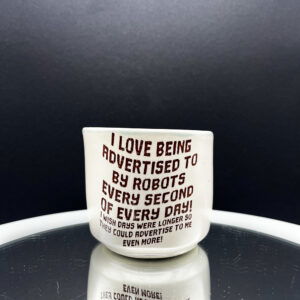 I LOVE BEING
ADVERTISED TO
BY ROBOTS
EVERY SECOND
OF EVERY DAY!
I WISH DAYS WERE LONGER SO
THEY COULD ADVERTISE TO ME
EVEN MORE!